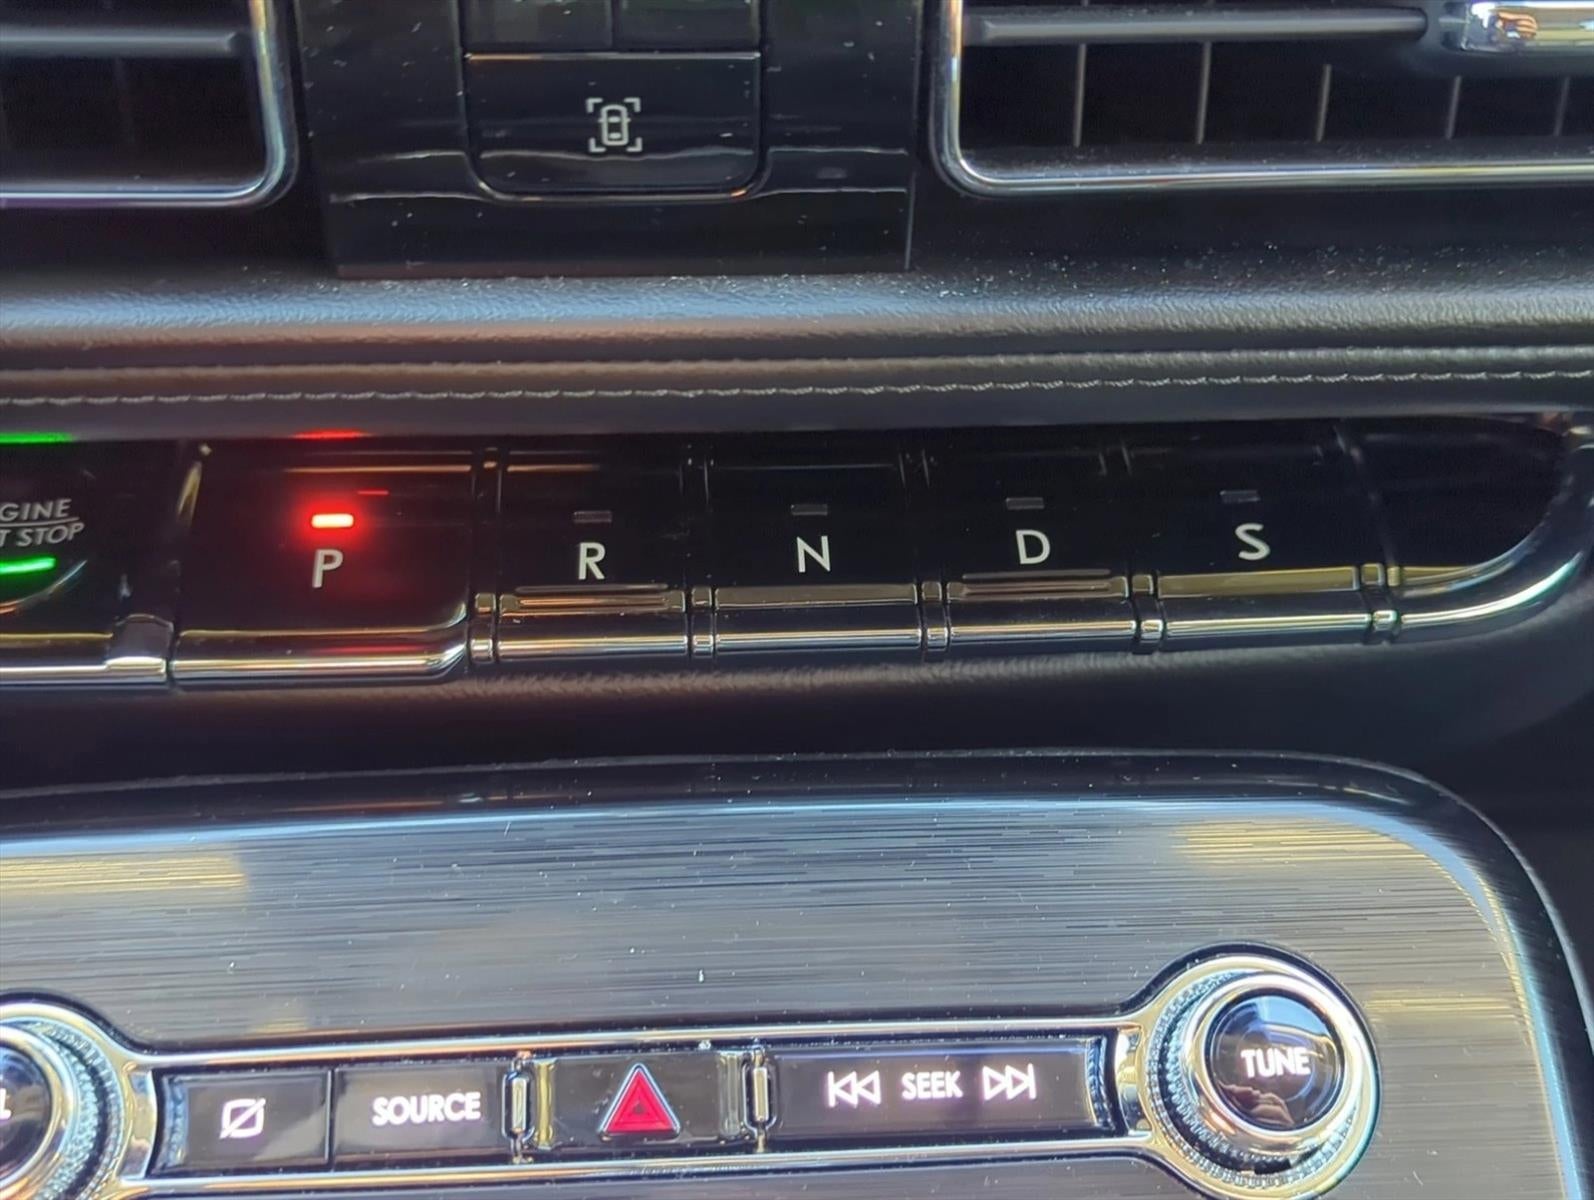 GINE
T STOP
P R N D S
SOURCE SEEK TUNE